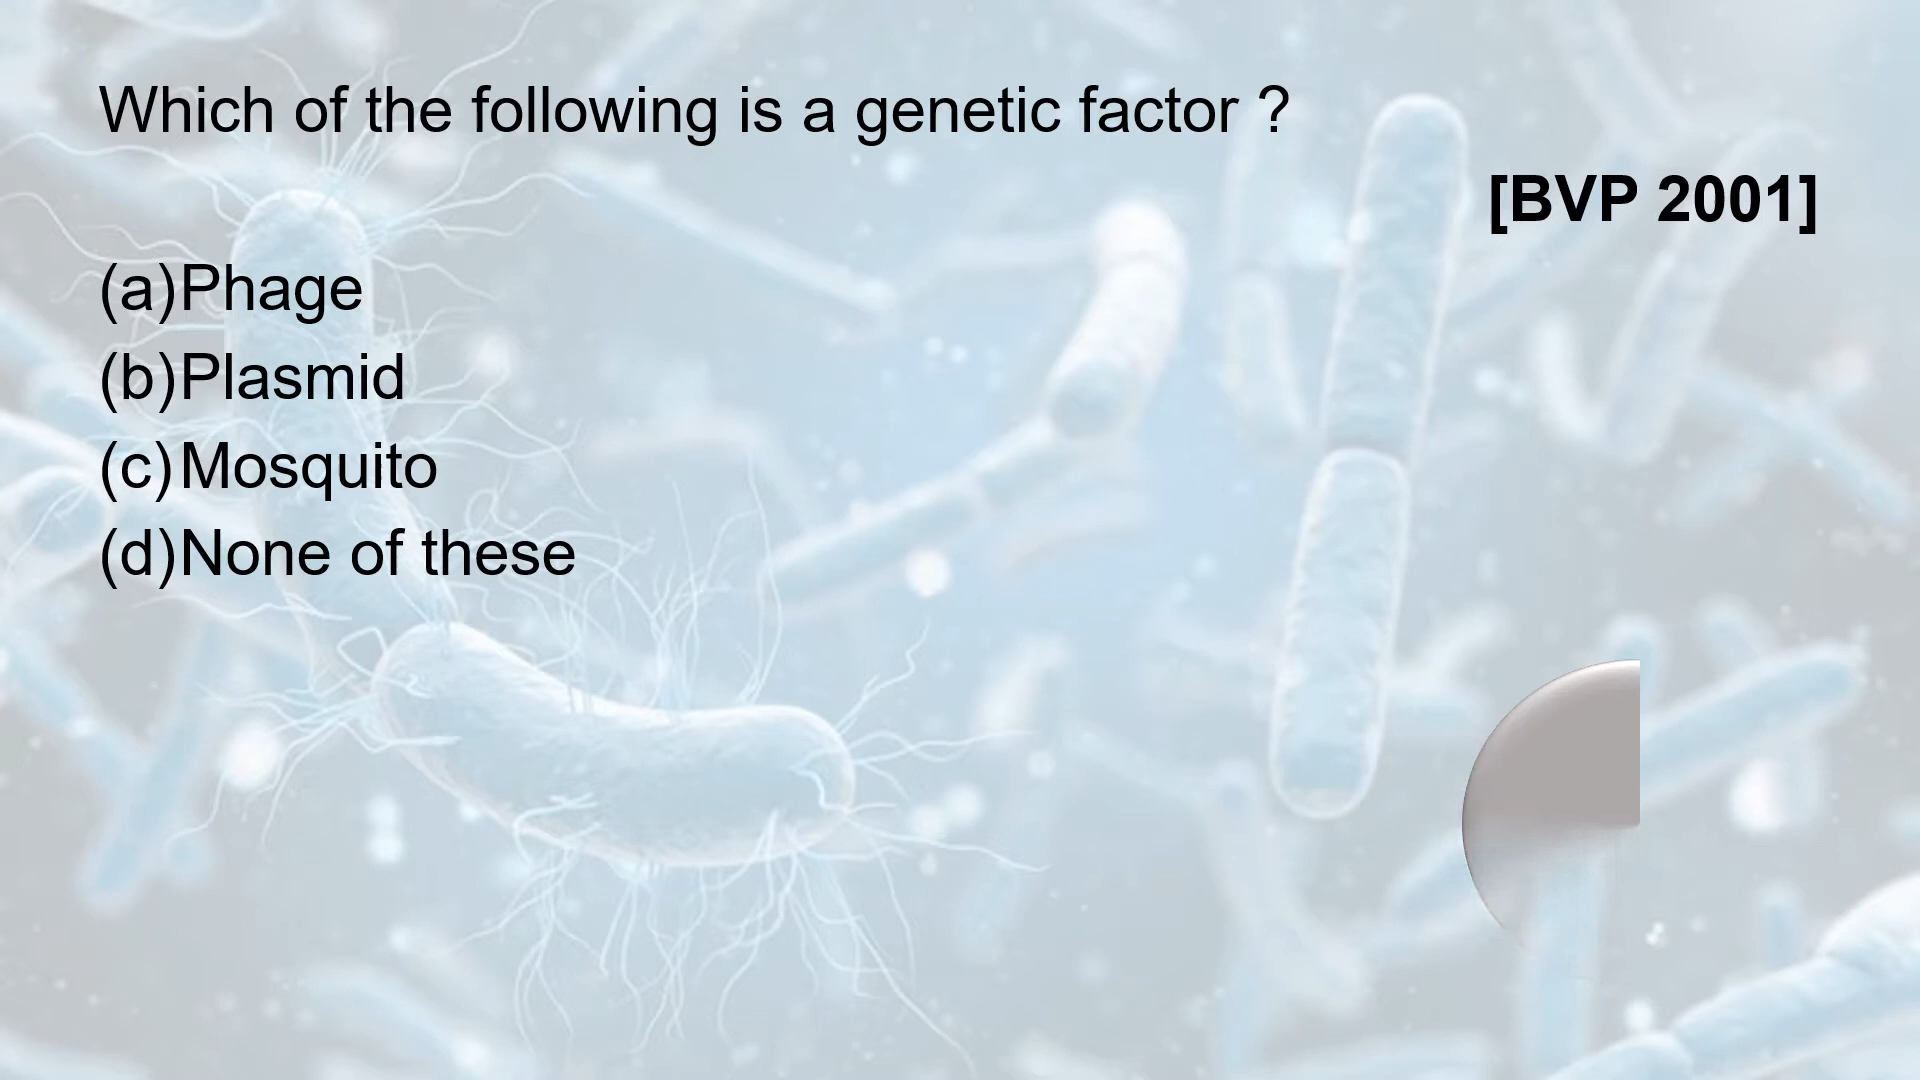 Which of the following is a genetic factor ?
[BVP 2001]
(a)Phage
(b)Plasmid
(c)Mosquito
(d)None of these